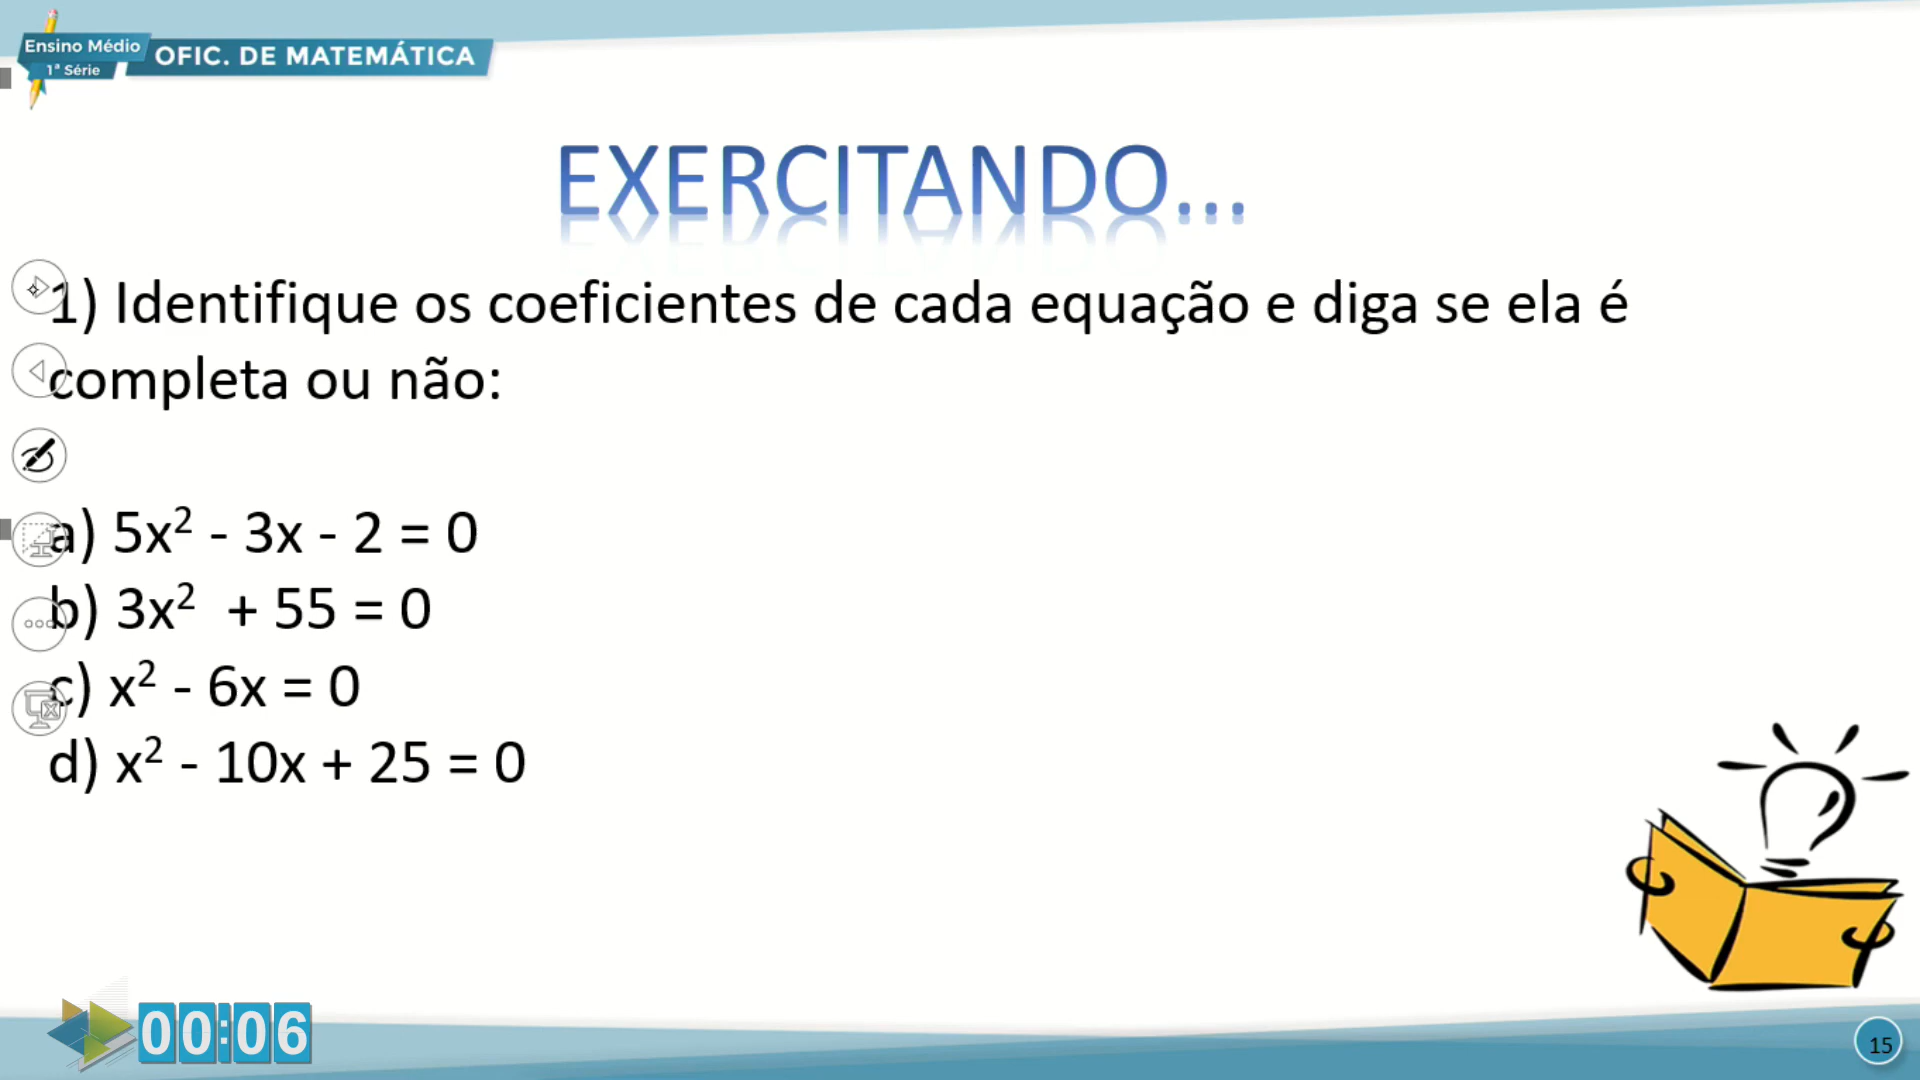 Ensino Médio
1ª Série
OFIC. DE MATEMÁTICA
EXERCITANDO...
1) Identifique os coeficientes de cada equação e diga se ela é
completa ou não:
a) 5x² - 3x - 2 = 0
b) 3x²  + 55 = 0
c) x² - 6x = 0
d) x² - 10x + 25 = 0
00:06
15